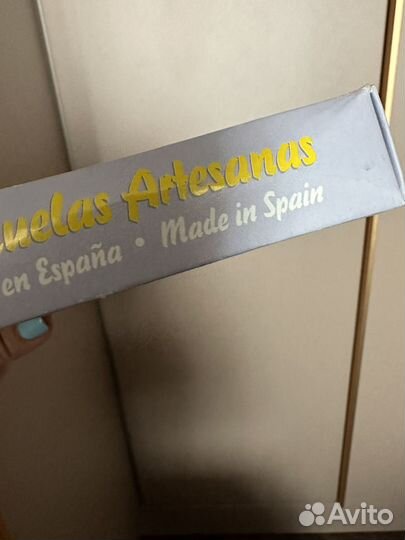 uelas Artesanas
en España • Made in Spain
Avito